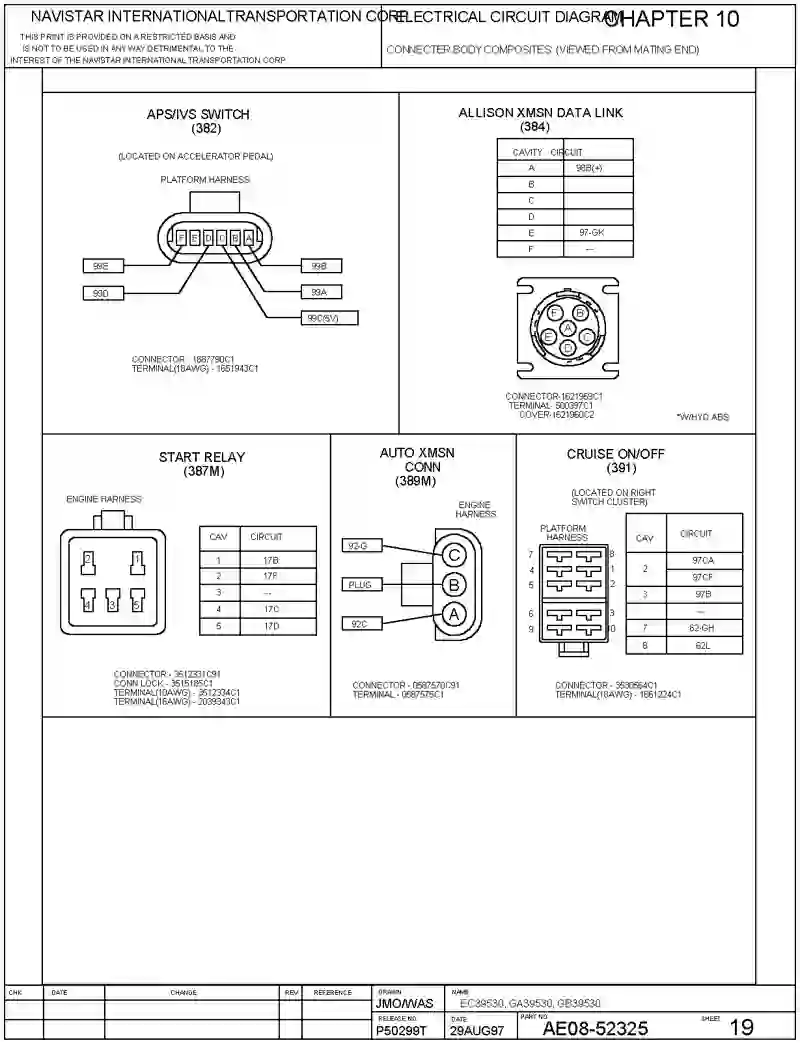 NAVISTAR INTERNATIONALTRANSPORTATION CORP
ELECTRICAL CIRCUIT DIAGRAM
CHAPTER 10
THIS PRINT IS PROVIDED ON A RESTRICTED BASIS AND
IS NOT TO BE USED IN ANY WAY DETRIMENTAL TO THE
INTEREST OF THE NAVISTAR INTERNATIONAL TRANSPORTATION CORP
CONNECTER BODY COMPOSITES (VIEWED FROM MATING END)
APS/IVS SWITCH
(382)
(LOCATED ON ACCELERATOR PEDAL)
PLATFORM HARNESS
F E D C B A
99E
99D
99B
99A
99C(5V)
CONNECTOR 1687790C1
TERMINAL(18AWG) - 1651943C1
ALLISON XMSN DATA LINK
(384)
CAVITY CIRCUIT
A 98B(+)
B
C
D
E 97-GK
F ---
F B
A
E C
D
CONNECTOR-1621969C1
TERMINAL- 500397C1
COVER-1621960C2
*W/HYD ABS
START RELAY
(387M)
ENGINE HARNESS
2 1
4 3 5
CAV CIRCUIT
1 17B
2 17F
3 ---
4 17C
5 17D
CONNECTOR - 3512331C91
CONN LOCK - 3515185C1
TERMINAL(10AWG) - 3512334C1
TERMINAL(16AWG) - 2039343C1
AUTO XMSN
CONN
(389M)
ENGINE
HARNESS
92-G
PLUG
92C
C
B
A
CONNECTOR - 0587570C91
TERMINAL - 0587575C1
CRUISE ON/OFF
(391)
(LOCATED ON RIGHT
SWITCH CLUSTER)
PLATFORM
HARNESS
7 8
4 1
5 2
6 3
9 10
CAV CIRCUIT
2 97CA
97CF
3 97B
---
7 62-GH
8 62L
CONNECTOR - 3530564C1
TERMINAL(18AWG) - 1661224C1
CHK DATE CHANGE REV REFERENCE
DRAWN
JMO/WAS
NAME
EC39530, GA39530, GB39530
RELEASE NO.
P50299T
DATE
29AUG97
PART NO.
AE08-52325
SHEET 19